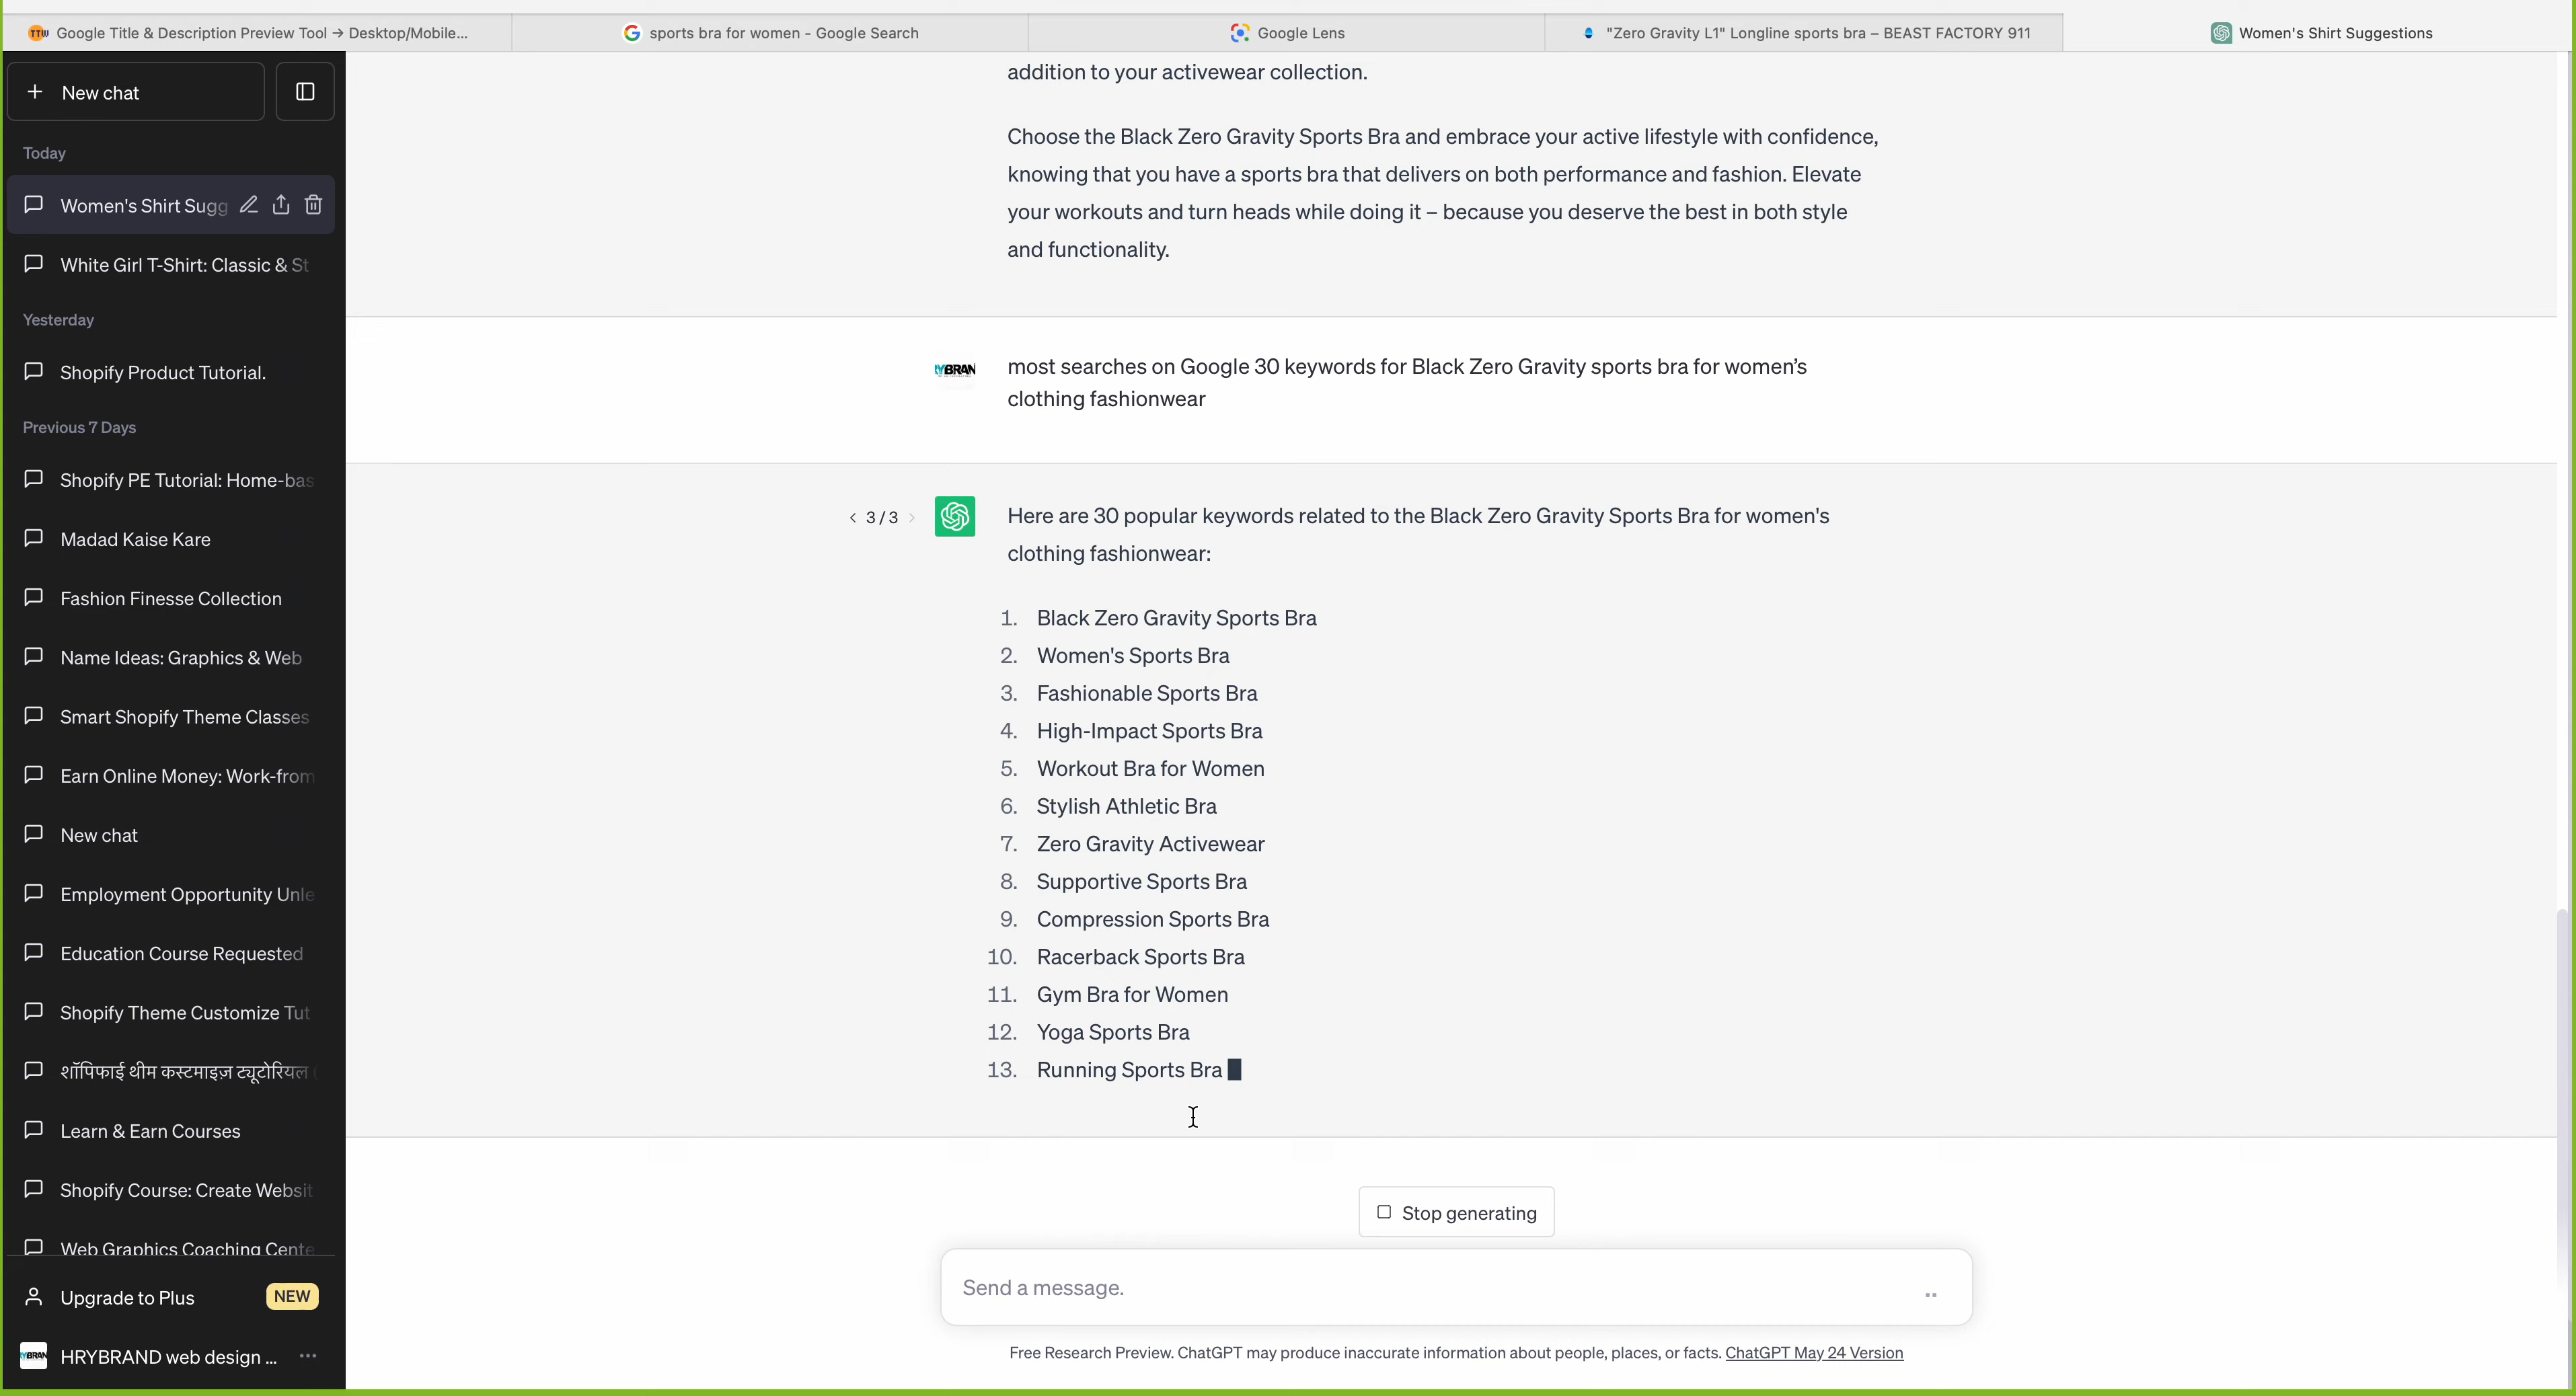 Google Title & Description Preview Tool → Desktop/Mobile...
sports bra for women - Google Search
Google Lens
"Zero Gravity L1" Longline sports bra – BEAST FACTORY 911
Women's Shirt Suggestions
New chat
Today
Women's Shirt Sugg
White Girl T-Shirt: Classic & St
Yesterday
Shopify Product Tutorial.
Previous 7 Days
Shopify PE Tutorial: Home-bas
Madad Kaise Kare
Fashion Finesse Collection
Name Ideas: Graphics & Web
Smart Shopify Theme Classes
Earn Online Money: Work-from
New chat
Employment Opportunity Unle
Education Course Requested
Shopify Theme Customize Tut
शॉपिफाई थीम कस्टमाइज़ ट्यूटोरियल (
Learn & Earn Courses
Shopify Course: Create Websit
Web Graphics Coaching Cente
Upgrade to Plus NEW
HRYBRAND web design ...
addition to your activewear collection.
Choose the Black Zero Gravity Sports Bra and embrace your active lifestyle with confidence,
knowing that you have a sports bra that delivers on both performance and fashion. Elevate
your workouts and turn heads while doing it – because you deserve the best in both style
and functionality.
YBRAN
most searches on Google 30 keywords for Black Zero Gravity sports bra for women’s
clothing fashionwear
< 3 / 3 >
Here are 30 popular keywords related to the Black Zero Gravity Sports Bra for women's
clothing fashionwear:
1. Black Zero Gravity Sports Bra
2. Women's Sports Bra
3. Fashionable Sports Bra
4. High-Impact Sports Bra
5. Workout Bra for Women
6. Stylish Athletic Bra
7. Zero Gravity Activewear
8. Supportive Sports Bra
9. Compression Sports Bra
10. Racerback Sports Bra
11. Gym Bra for Women
12. Yoga Sports Bra
13. Running Sports Bra
Stop generating
Send a message.
Free Research Preview. ChatGPT may produce inaccurate information about people, places, or facts. ChatGPT May 24 Version